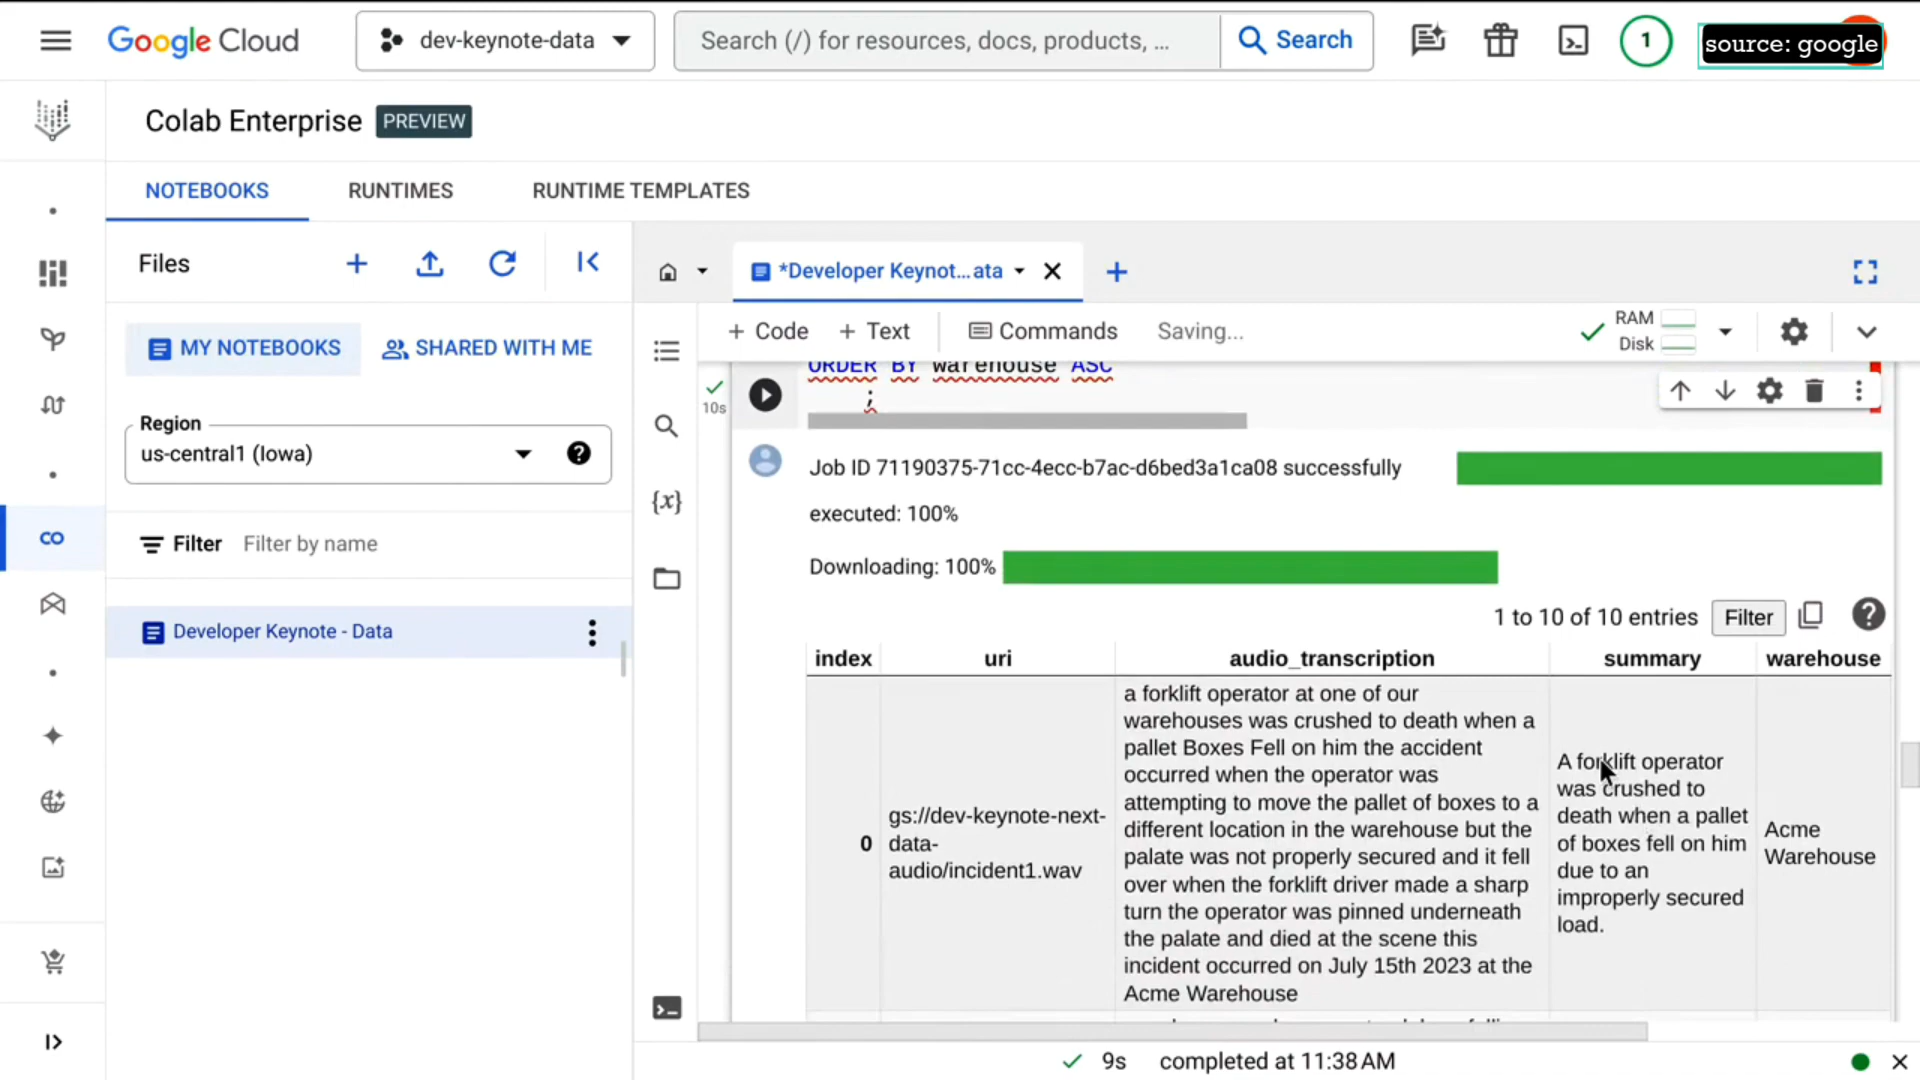 Google Cloud
dev-keynote-data
Search (/) for resources, docs, products, ...
Search
1
source: google
Colab Enterprise
PREVIEW
NOTEBOOKS
RUNTIMES
RUNTIME TEMPLATES
Files
*Developer Keynot...ata
MY NOTEBOOKS
SHARED WITH ME
+ Code
+ Text
Commands
Saving...
RAM
Disk
Region
us-central1 (Iowa)
Filter
Filter by name
Developer Keynote - Data
CO
{x}
10s
ORDER BY warehouse ASC
;
Job ID 71190375-71cc-4ecc-b7ac-d6bed3a1ca08 successfully
executed: 100%
Downloading: 100%
1 to 10 of 10 entries
Filter
index
uri
audio_transcription
summary
warehouse
0
gs://dev-keynote-next-
data-
audio/incident1.wav
a forklift operator at one of our
warehouses was crushed to death when a
pallet Boxes Fell on him the accident
occurred when the operator was
attempting to move the pallet of boxes to a
different location in the warehouse but the
palate was not properly secured and it fell
over when the forklift driver made a sharp
turn the operator was pinned underneath
the palate and died at the scene this
incident occurred on July 15th 2023 at the
Acme Warehouse
A forklift operator
was crushed to
death when a pallet
of boxes fell on him
due to an
improperly secured
load.
Acme
Warehouse
9s
completed at 11:38 AM